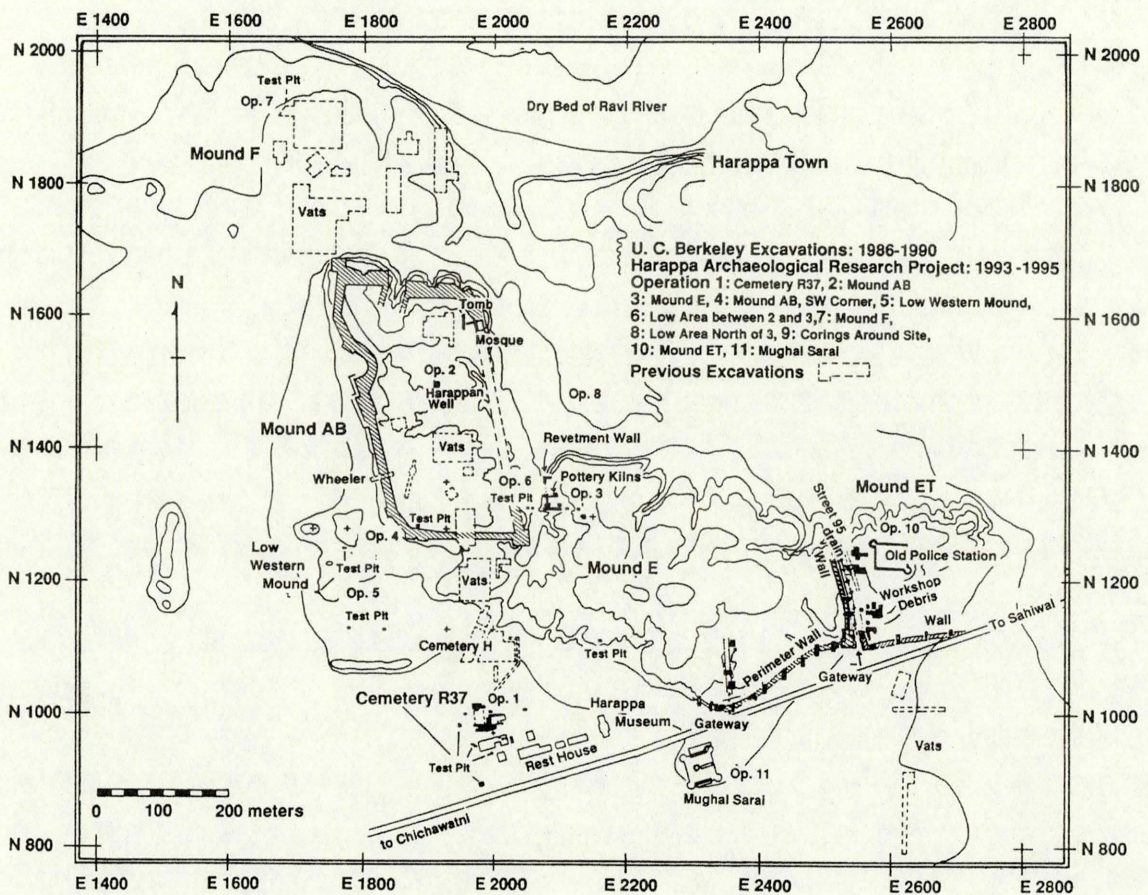 E 1400 E 1600 E 1800 E 2000 E 2200 E 2400 E 2600 E 2800
N 2000 N 2000
Test Pit
Op. 7
Dry Bed of Ravi River
Mound F
Harappa Town
N 1800 N 1800
Vats
U. C. Berkeley Excavations: 1986-1990
Harappa Archaeological Research Project: 1993 -1995
Operation 1: Cemetery R37, 2: Mound AB
3: Mound E, 4: Mound AB, SW Corner, 5: Low Western Mound,
6: Low Area between 2 and 3,7: Mound F,
8: Low Area North of 3, 9: Corings Around Site,
10: Mound ET, 11: Mughal Sarai
Previous Excavations
N
N 1600 N 1600
Tomb
Mosque
Op. 2
Harappan
Well
Op. 8
Mound AB
Revetment Wall
N 1400 N 1400
Vats
Wheeler
Op. 6
Test Pit
Pottery Kilns
Op. 3
Mound ET
Street 95
drain
Wall
Op. 10
Old Police Station
Test Pit
Op. 4
Low
Western
Mound
Test Pit
Op. 5
Test Pit
Vats
Mound E
N 1200 N 1200
Workshop
Debris
Wall
To Sahiwal
Cemetery H
Test Pit
Perimeter Wall
Gateway
Cemetery R37
Op. 1
Harappa
Museum
Gateway
N 1000 N 1000
Rest House
Test Pit
Vats
Op. 11
Mughal Sarai
0 100 200 meters
to Chichawatni
N 800 N 800
E 1400 E 1600 E 1800 E 2000 E 2200 E 2400 E 2600 E 2800